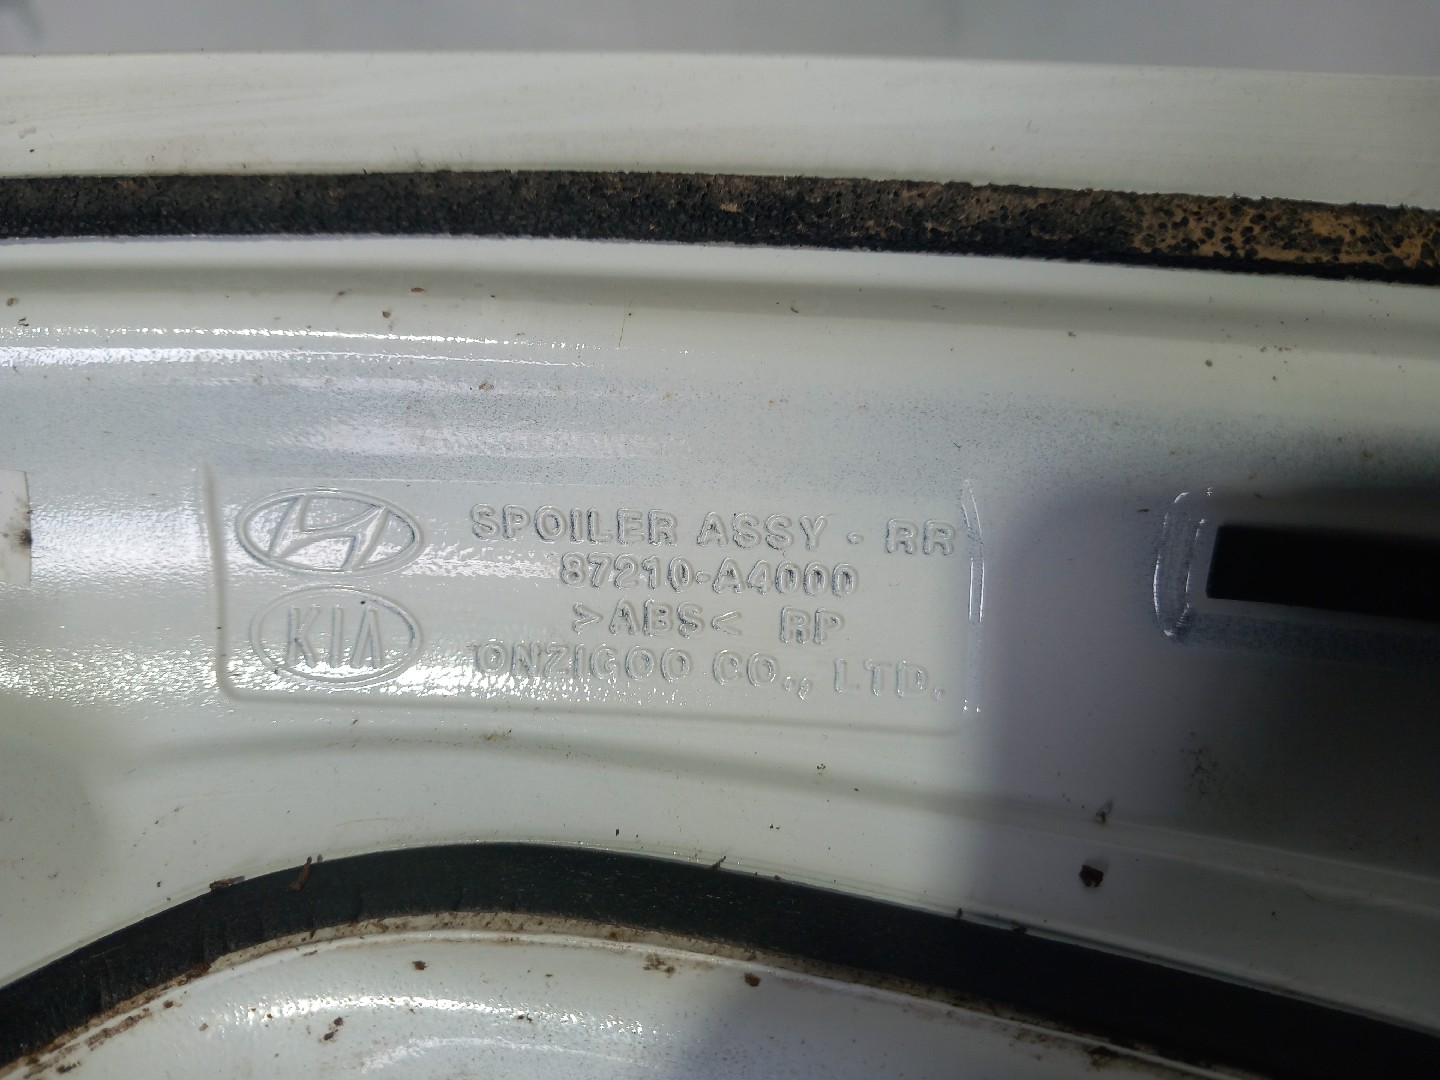 SPOILER ASSY - RR
87210-A4000
>ABS< RP
KIA
ONZIGOO CO., LTD.